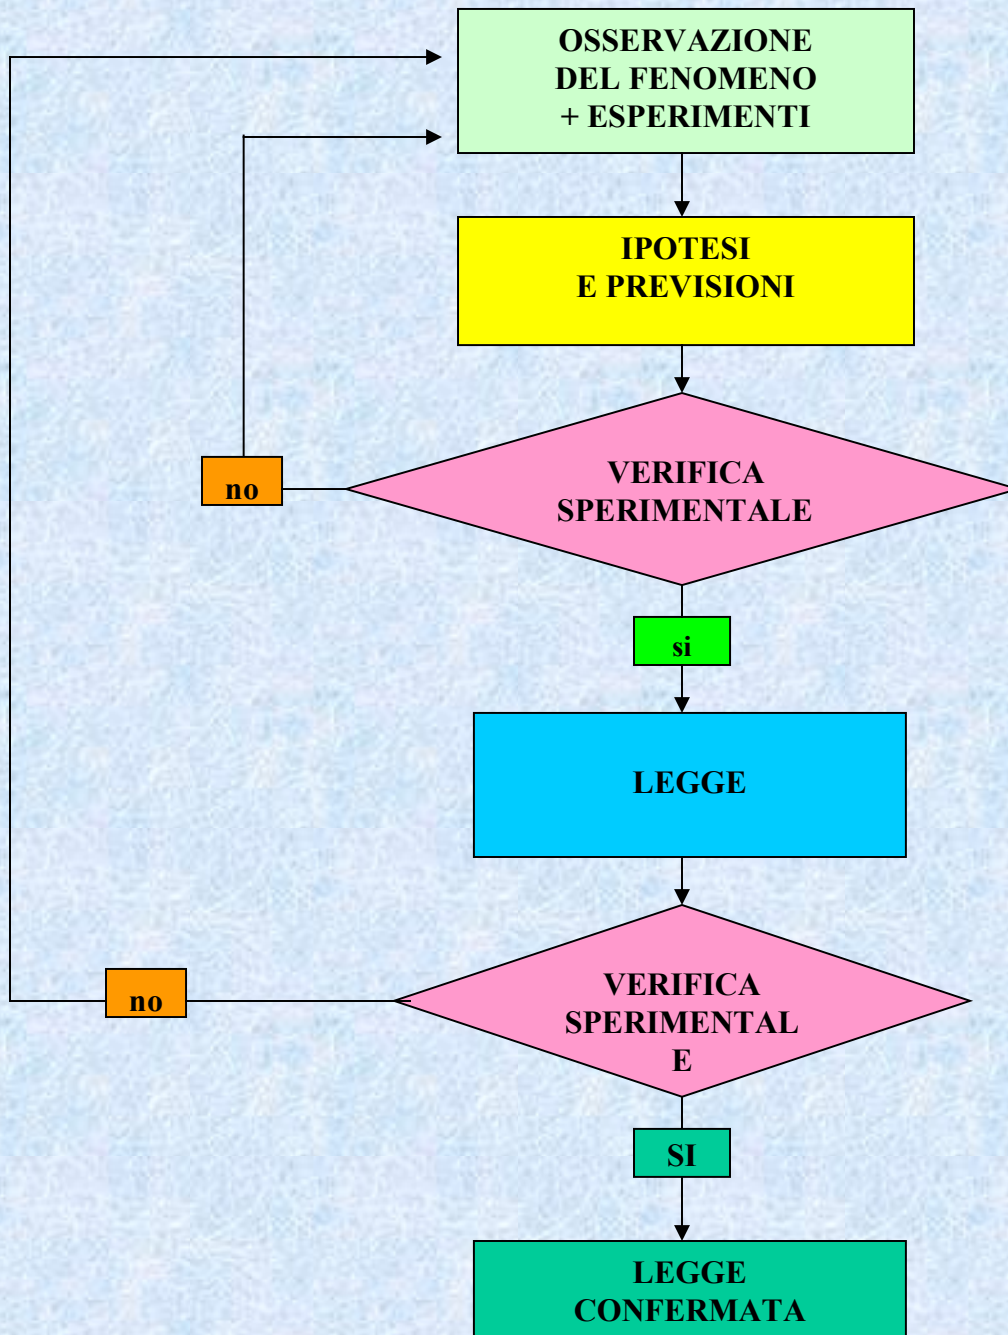 OSSERVAZIONE
DEL FENOMENO
+ ESPERIMENTI
IPOTESI
E PREVISIONI
VERIFICA
SPERIMENTALE
no
si
LEGGE
VERIFICA
SPERIMENTAL
E
no
SI
LEGGE
CONFERMATA